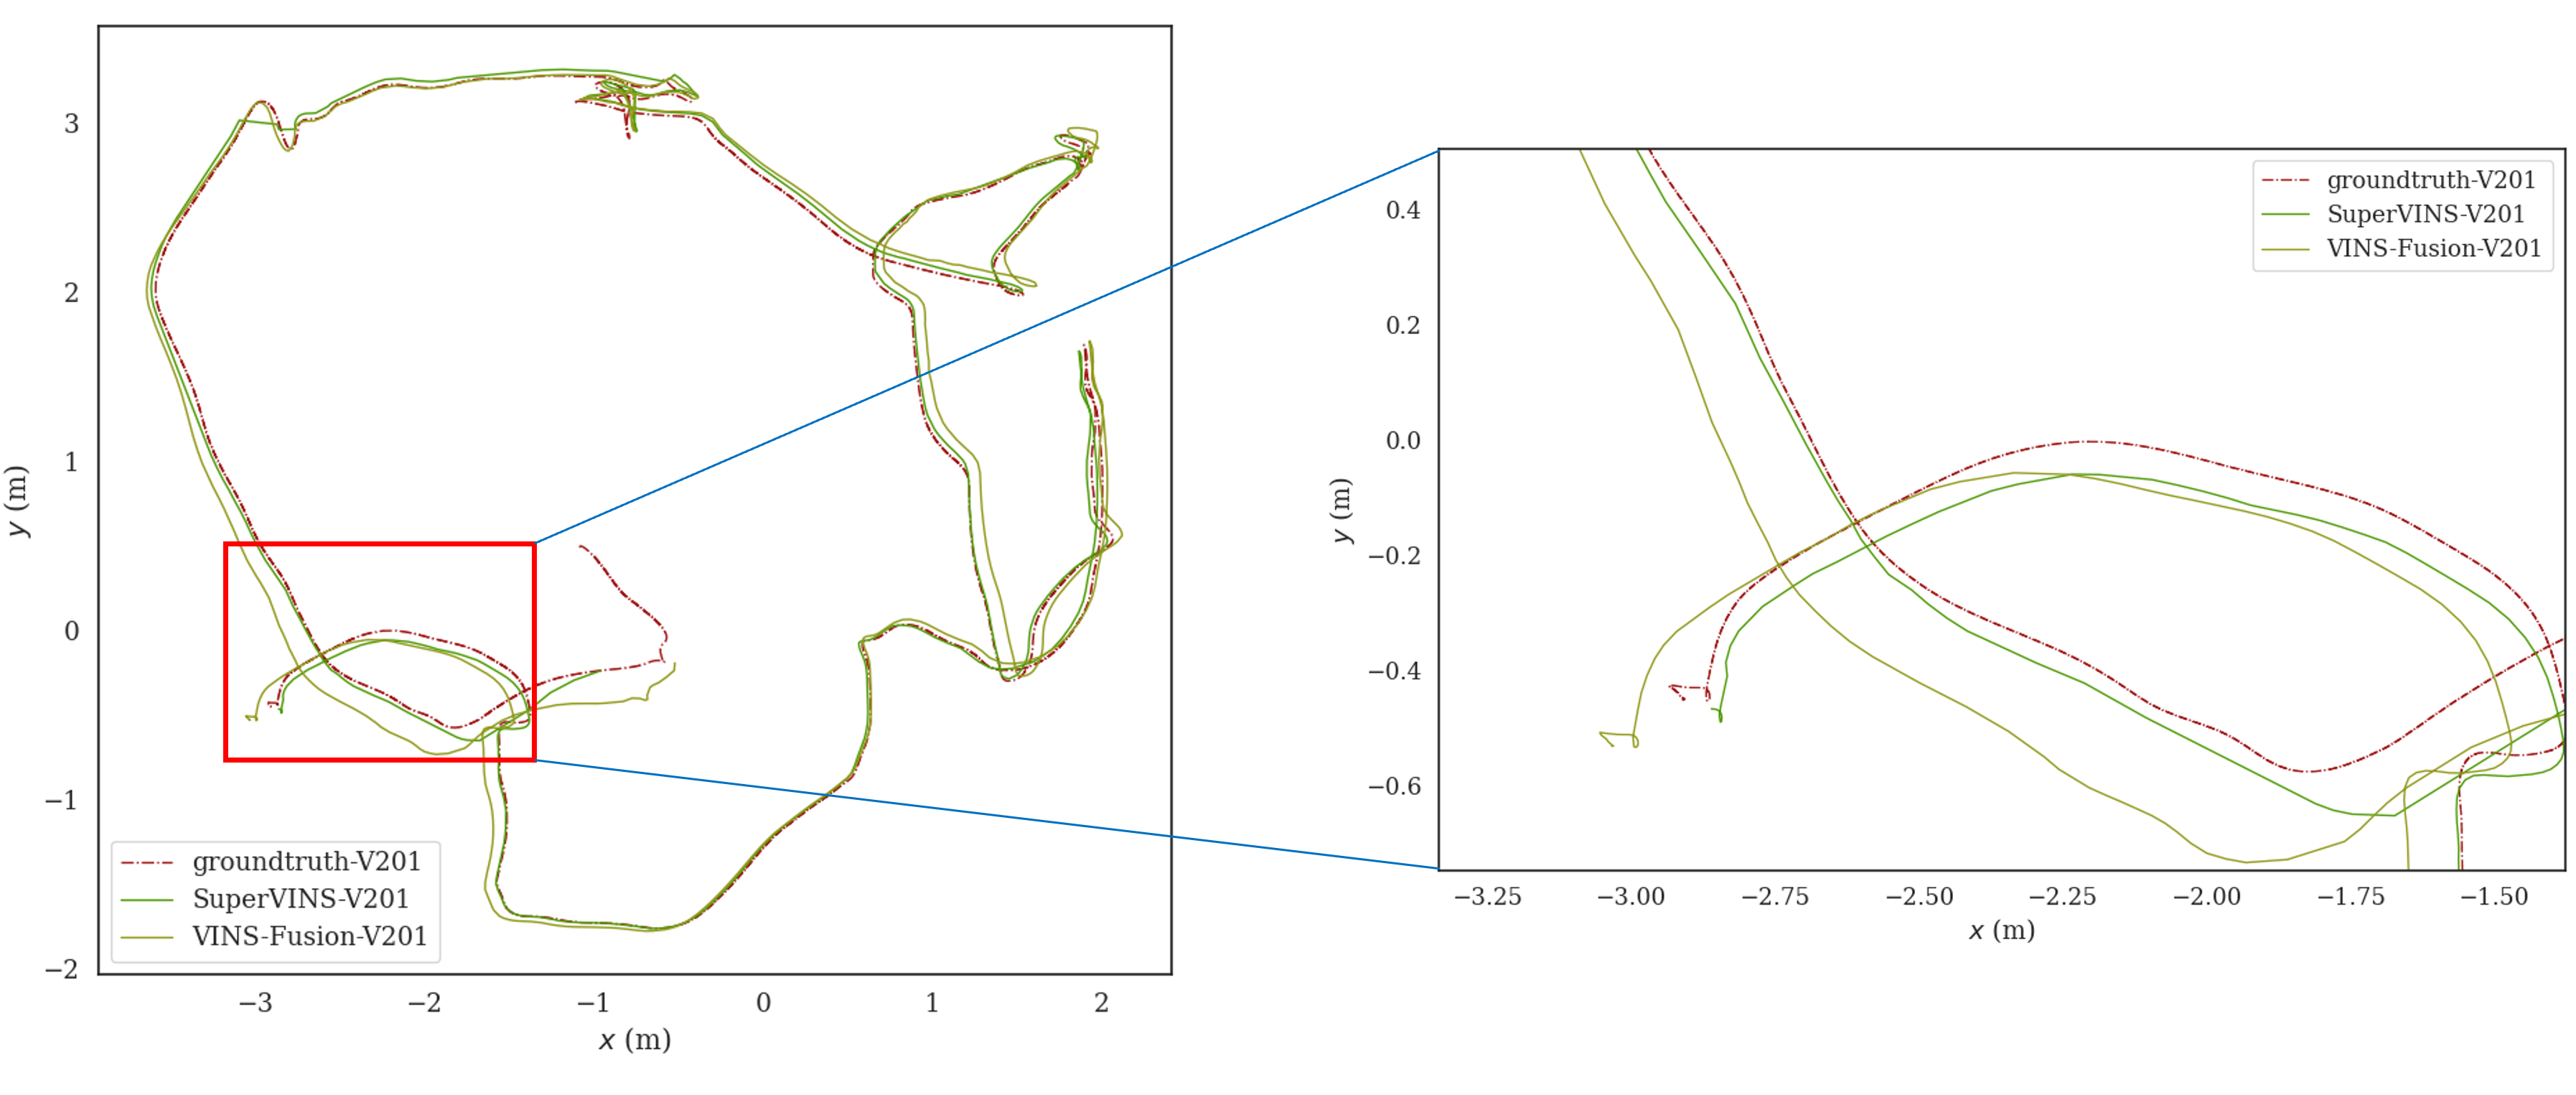 3
2
1
0
−1
−2
y (m)
groundtruth-V201
SuperVINS-V201
VINS-Fusion-V201
−3 −2 −1 0 1 2
x (m)
groundtruth-V201
SuperVINS-V201
VINS-Fusion-V201
0.4
0.2
0.0
−0.2
−0.4
−0.6
y (m)
−3.25 −3.00 −2.75 −2.50 −2.25 −2.00 −1.75 −1.50
x (m)